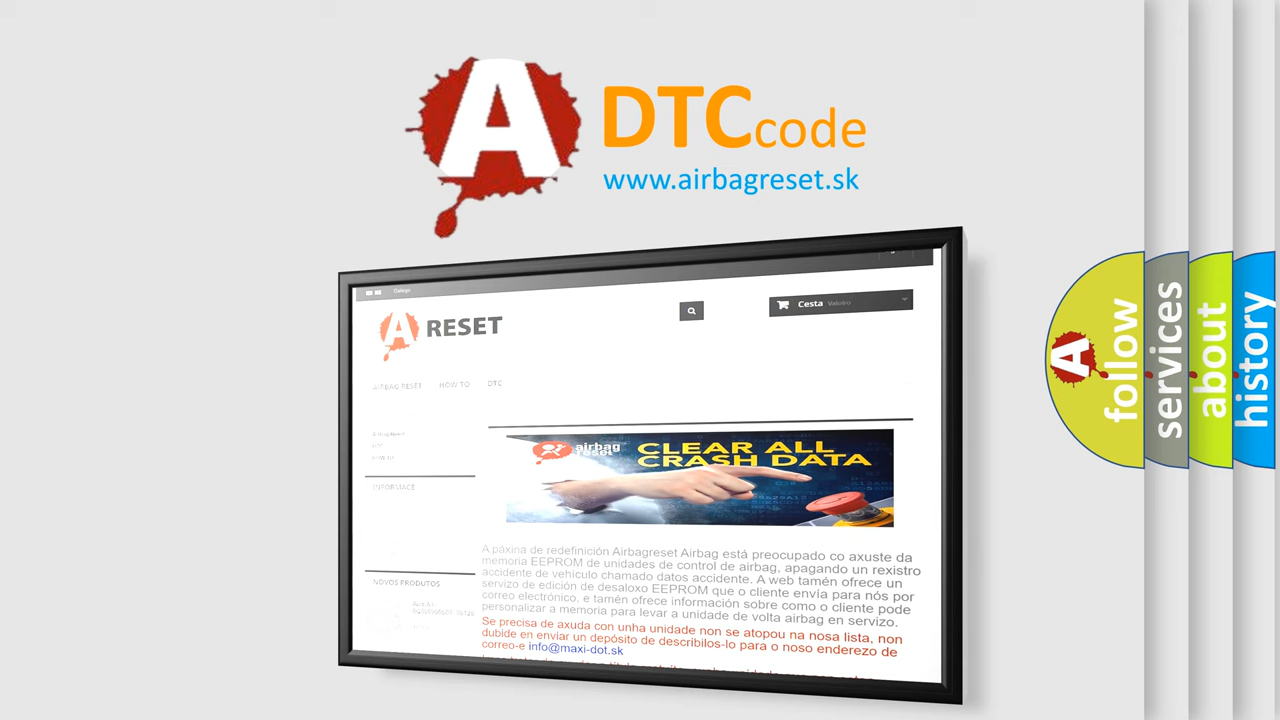 A DTCcode
www.airbagreset.sk
Galego
A RESET
Cesta Valeiro
AIRBAG RESET HOW TO DTC
INFORMACE
airbag
reset
CLEAR ALL
CRASH DATA
A páxina de redefinición Airbagreset Airbag está preocupado co axuste da
memoria EEPROM de unidades de control de airbag, apagando un rexistro
accidente de vehículo chamado datos accidente. A web tamén ofrece un
servizo de edición de desaloxo EEPROM que o cliente envía para nós por
correo electrónico, e tamén ofrece información sobre como o cliente pode
personalizar a memoria para levar a unidade de volta airbag en servizo.
Se precisa de axuda con unha unidade non se atopou na nosa lista, non
dubide en enviar un depósito de describilos-lo para o noso enderezo de
correo-e info@maxi-dot.sk
NOVOS PRODUTOS
A
follow
services
about
history